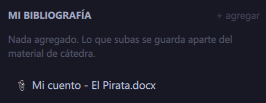 MI BIBLIOGRAFÍA + agregar
Nada agregado. Lo que subas se guarda aparte del
material de cátedra.
Mi cuento - El Pirata.docx